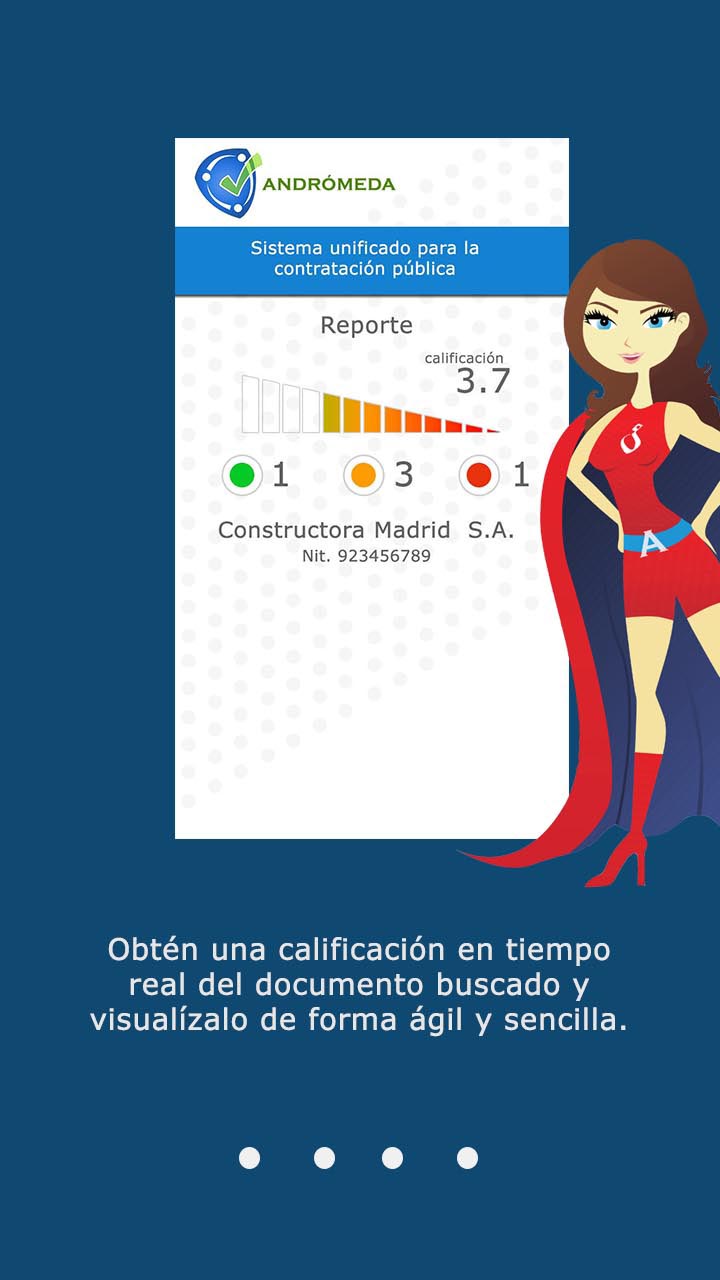 ANDRÓMEDA
Sistema unificado para la
contratación pública
Reporte
calificación
3.7
1 3 1
Constructora Madrid S.A.
Nit. 923456789
A
Obtén una calificación en tiempo
real del documento buscado y
visualízalo de forma ágil y sencilla.